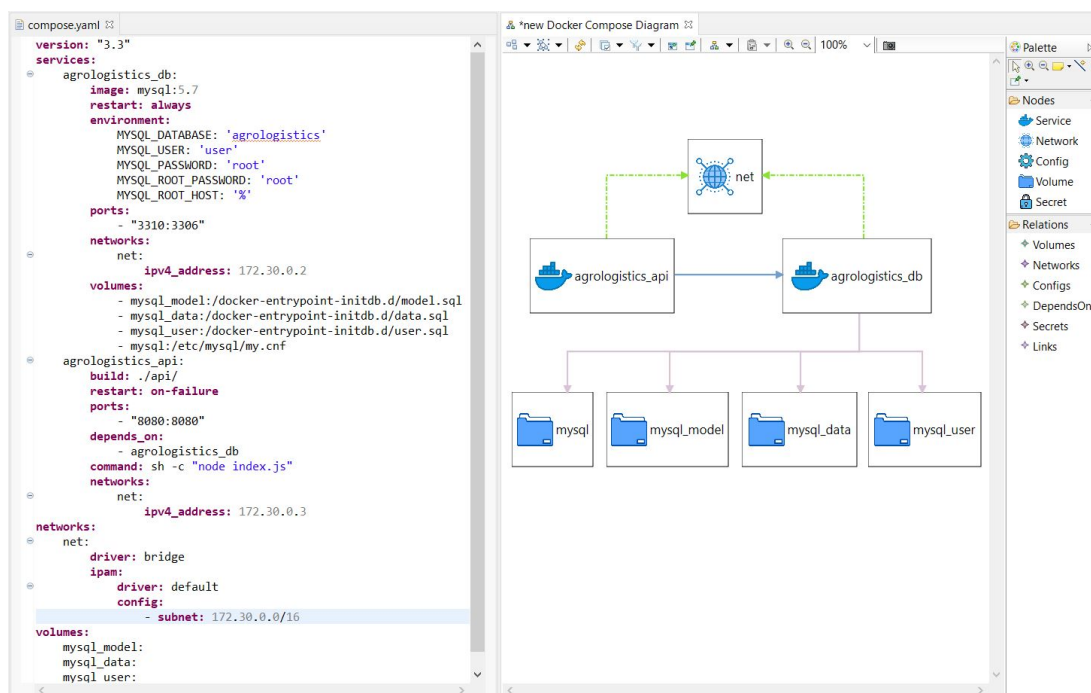 compose.yaml
version: "3.3"
services:
agrologistics_db:
image: mysql:5.7
restart: always
environment:
MYSQL_DATABASE: 'agrologistics'
MYSQL_USER: 'user'
MYSQL_PASSWORD: 'root'
MYSQL_ROOT_PASSWORD: 'root'
MYSQL_ROOT_HOST: '%'
ports:
- "3310:3306"
networks:
net:
ipv4_address: 172.30.0.2
volumes:
- mysql_model:/docker-entrypoint-initdb.d/model.sql
- mysql_data:/docker-entrypoint-initdb.d/data.sql
- mysql_user:/docker-entrypoint-initdb.d/user.sql
- mysql:/etc/mysql/my.cnf
agrologistics_api:
build: ./api/
restart: on-failure
ports:
- "8080:8080"
depends_on:
- agrologistics_db
command: sh -c "node index.js"
networks:
net:
ipv4_address: 172.30.0.3
networks:
net:
driver: bridge
ipam:
driver: default
config:
- subnet: 172.30.0.0/16
volumes:
mysql_model:
mysql_data:
mysql_user:
*new Docker Compose Diagram
100%
net
agrologistics_api
agrologistics_db
mysql
mysql_model
mysql_data
mysql_user
Palette
Nodes
Service
Network
Config
Volume
Secret
Relations
Volumes
Networks
Configs
DependsOn
Secrets
Links